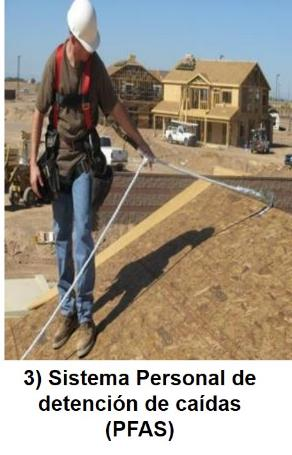 3) Sistema Personal de
detención de caídas
(PFAS)